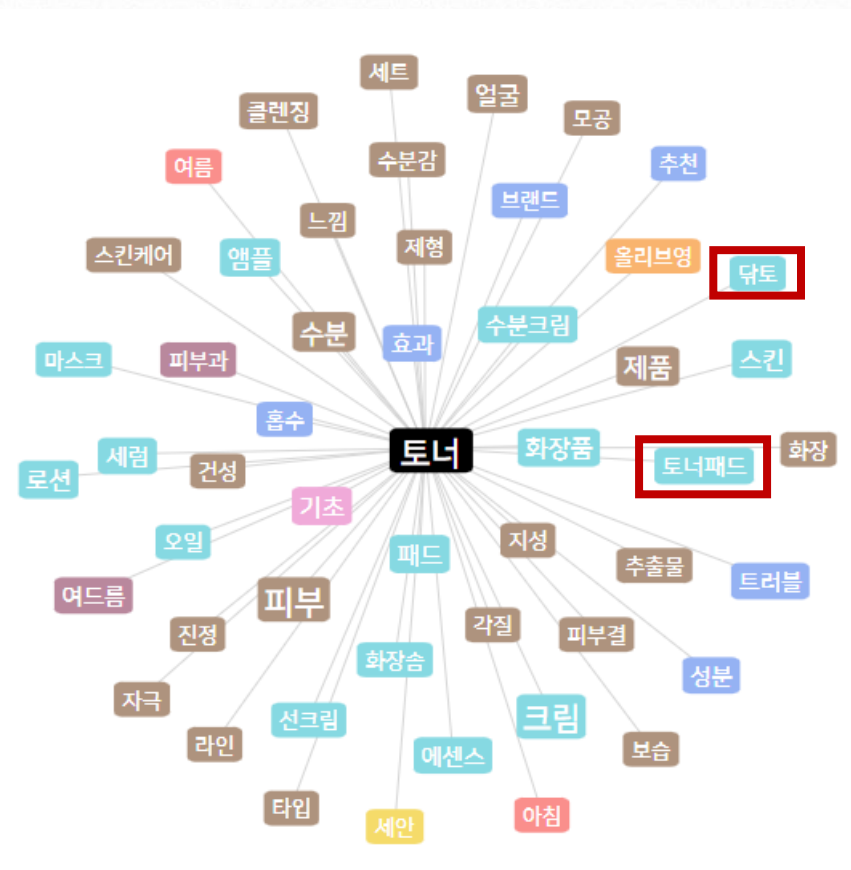 세트
얼굴
클렌징
모공
수분감
추천
여름
브랜드
느낌
제형
스킨케어
앰플
올리브영
닦토
수분
수분크림
효과
마스크
피부과
제품
스킨
흡수
토너
화장품
화장
세럼
건성
토너패드
로션
기초
오일
패드
지성
추출물
트러블
여드름
피부
진정
각질
피부결
화장솜
성분
자극
선크림
크림
라인
에센스
보습
타입
세안
아침